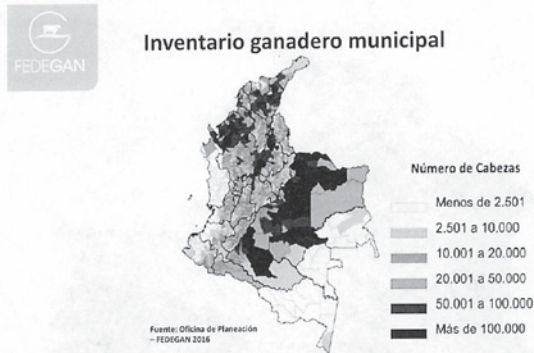 FEDEGAN
Inventario ganadero municipal
Número de Cabezas
Menos de 2.501
2.501 a 10.000
10.001 a 20.000
20.001 a 50.000
50.001 a 100.000
Más de 100.000
Fuente: Oficina de Planeación
– FEDEGAN 2016